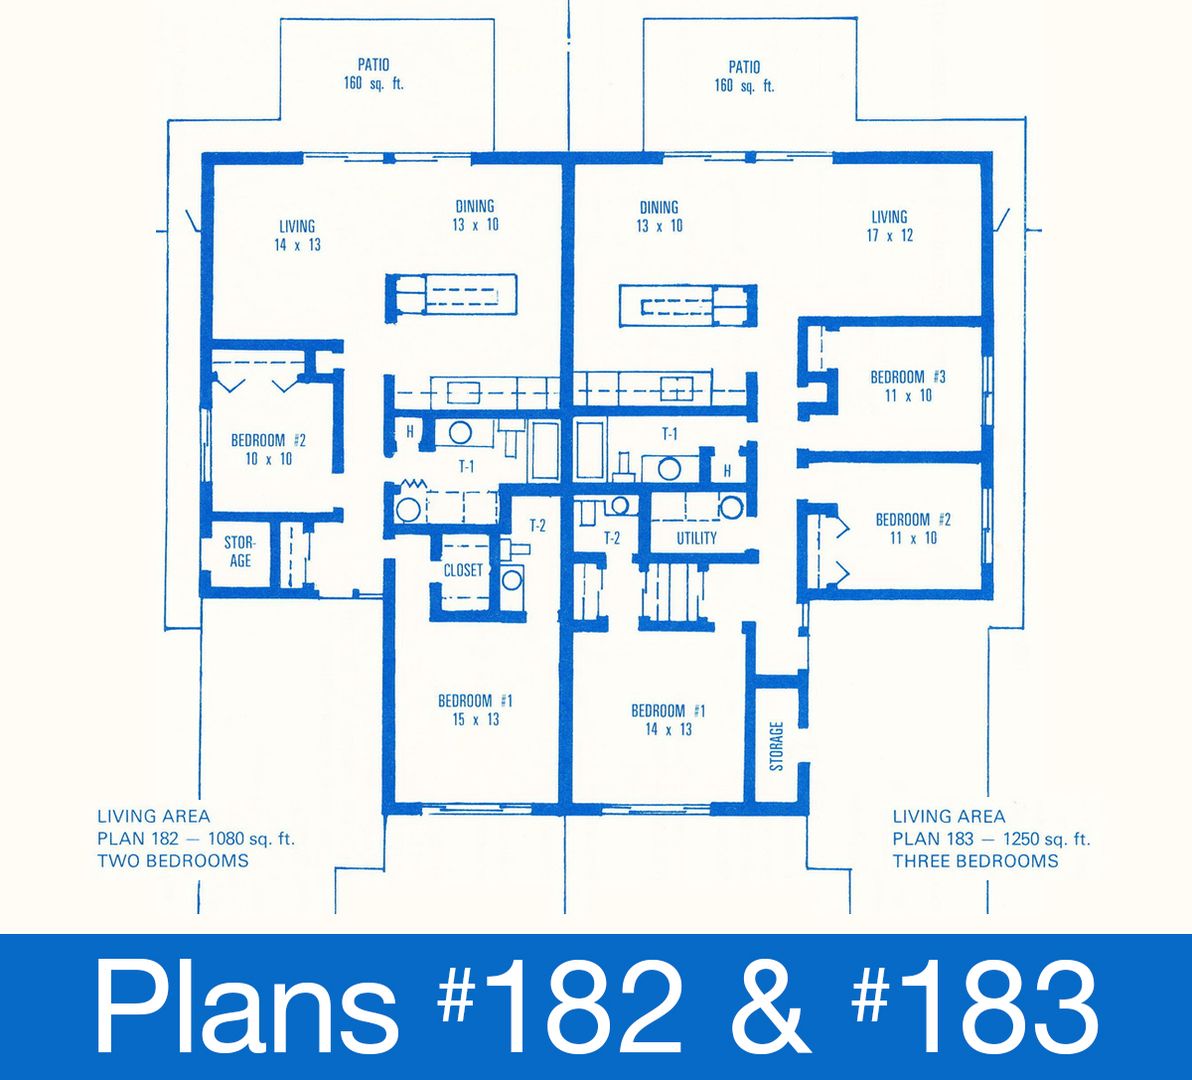 PATIO
160 sq. ft.
PATIO
160 sq. ft.
LIVING
14 x 13
DINING
13 x 10
DINING
13 x 10
LIVING
17 x 12
BEDROOM #2
10 x 10
H
T-1
T-1
H
BEDROOM #3
11 x 10
STOR-
AGE
CLOSET
T-2
T-2
UTILITY
BEDROOM #2
11 x 10
BEDROOM #1
15 x 13
BEDROOM #1
14 x 13
STORAGE
LIVING AREA
PLAN 182 — 1080 sq. ft.
TWO BEDROOMS
LIVING AREA
PLAN 183 — 1250 sq. ft.
THREE BEDROOMS
Plans #182 & #183